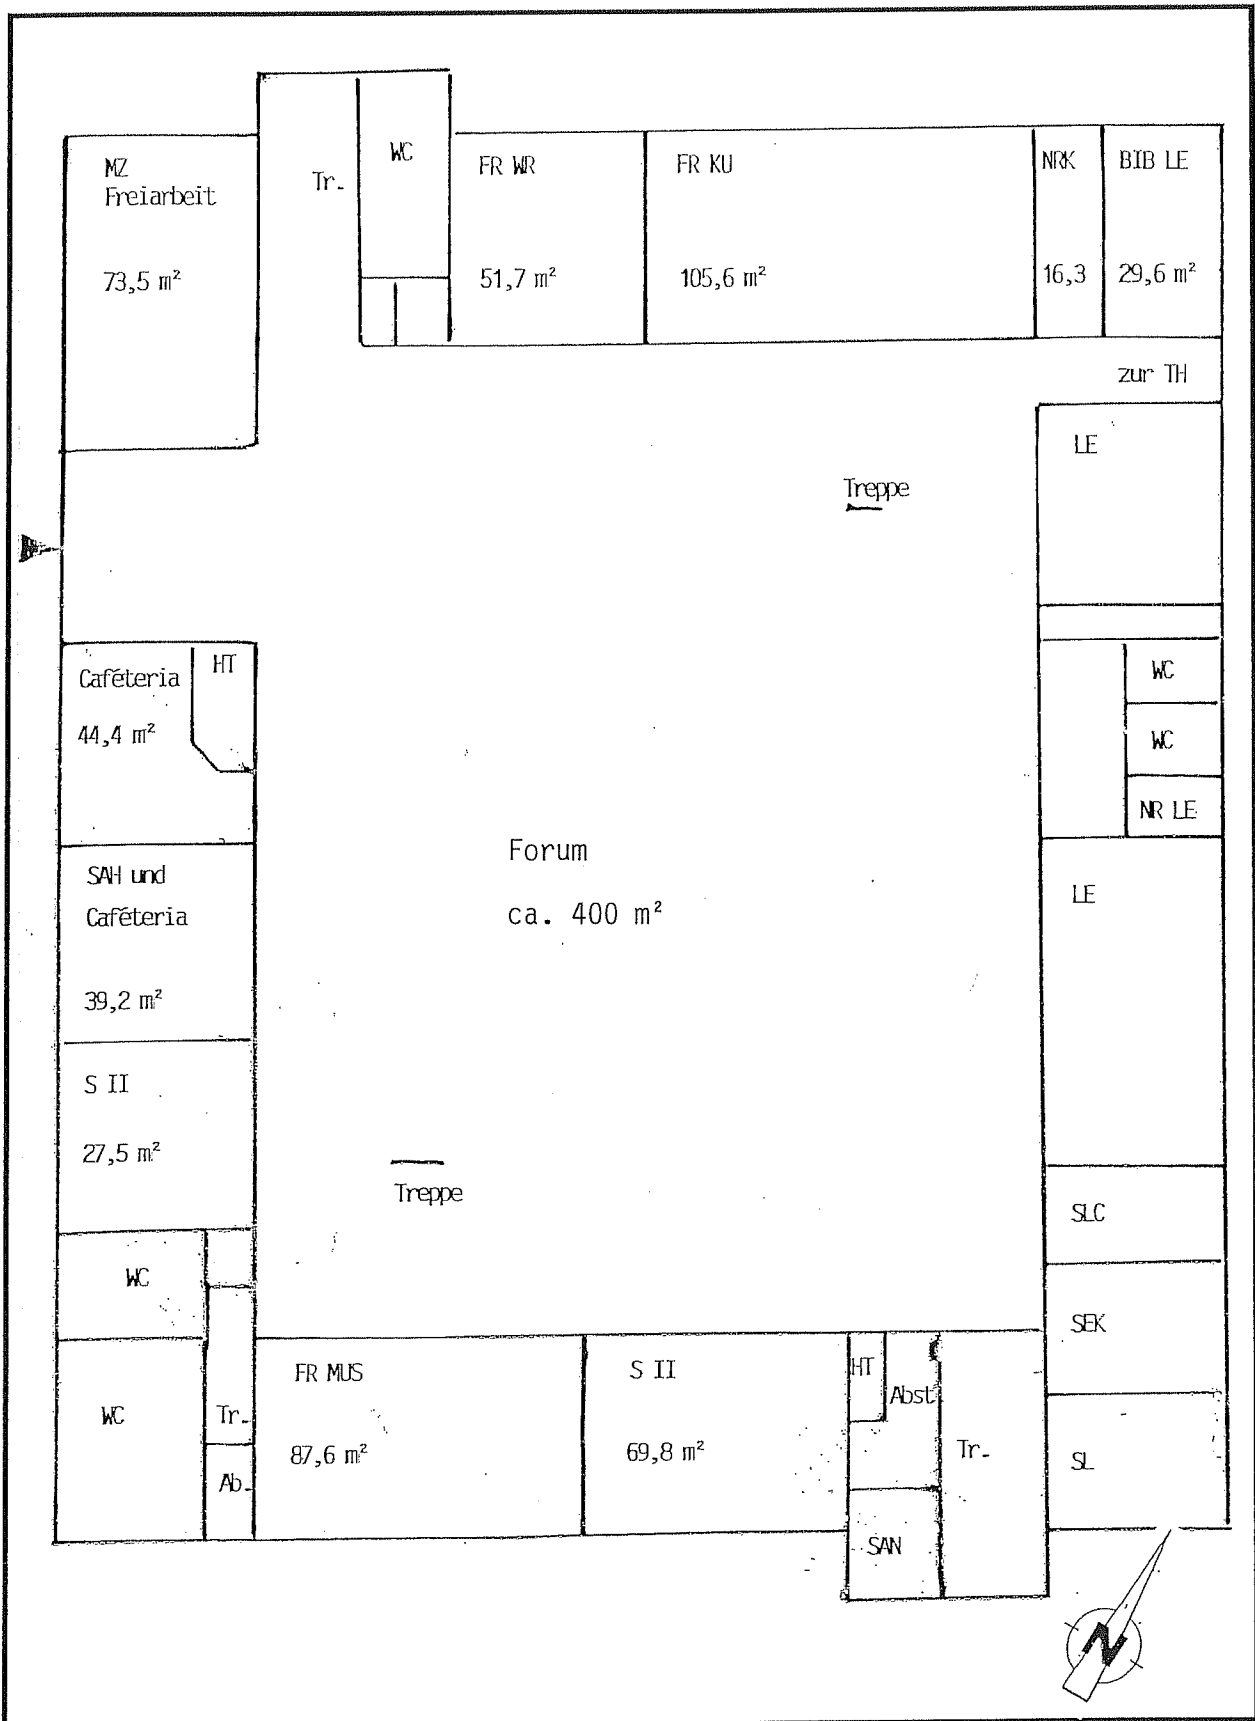 MZ
Freiarbeit
73,5 m²
Tr.
WC
FR WR
51,7 m²
FR KU
105,6 m²
NRK
16,3
BIB LE
29,6 m²
zur TH
LE
Treppe
Caféteria
44,4 m²
HT
WC
WC
NR LE
SAH und
Caféteria
39,2 m²
Forum
ca. 400 m²
LE
S II
27,5 m²
Treppe
SLC
WC
SEK
WC
Tr.
Ab.
FR MUS
87,6 m²
S II
69,8 m²
HT
Abst
Tr.
SAN
SL
N